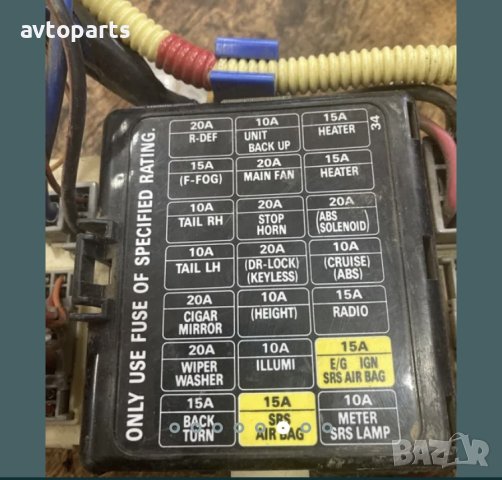 avtoparts
ONLY USE FUSE OF SPECIFIED RATING.
34
20A
R-DEF
10A
UNIT
BACK UP
15A
HEATER
15A
(F-FOG)
20A
MAIN FAN
15A
HEATER
10A
TAIL RH
20A
STOP
HORN
20A
(ABS
SOLENOID)
10A
TAIL LH
20A
(DR-LOCK)
(KEYLESS)
10A
(CRUISE)
(ABS)
20A
CIGAR
MIRROR
10A
(HEIGHT)
15A
RADIO
20A
WIPER
WASHER
10A
ILLUMI
15A
E/G IGN
SRS AIR BAG
15A
BACK
TURN
15A
SRS
AIR BAG
10A
METER
SRS LAMP
BAZAR
bg